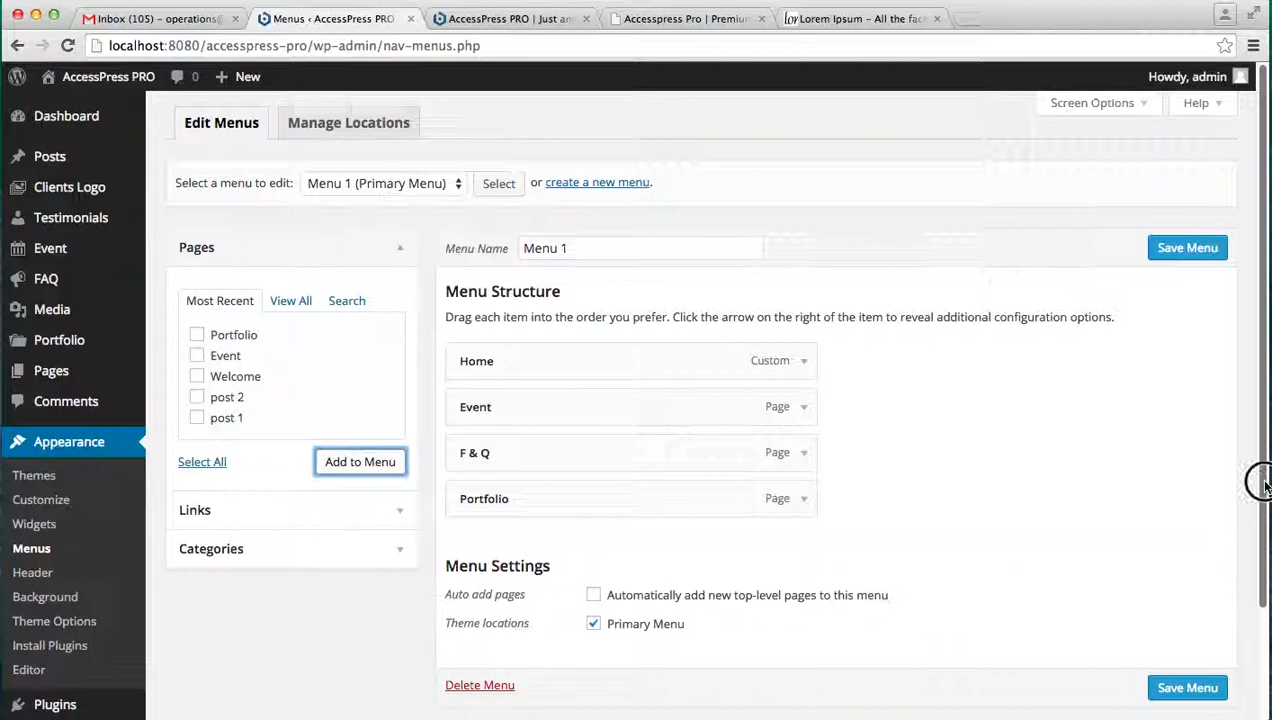 Inbox (105) – operations@
Menus ‹ AccessPress PRO
AccessPress PRO | Just an
Accesspress Pro | Premium
Lorem Ipsum – All the fac
localhost:8080/accesspress-pro/wp-admin/nav-menus.php
AccessPress PRO 0 + New Howdy, admin
Screen Options Help
Dashboard
Posts
Clients Logo
Testimonials
Event
FAQ
Media
Portfolio
Pages
Comments
Appearance
Themes
Customize
Widgets
Menus
Header
Background
Theme Options
Install Plugins
Editor
Plugins
Edit Menus Manage Locations
Select a menu to edit: Menu 1 (Primary Menu) Select or create a new menu.
Pages
Most Recent View All Search
Portfolio
Event
Welcome
post 2
post 1
Select All Add to Menu
Links
Categories
Menu Name Menu 1 Save Menu
Menu Structure
Drag each item into the order you prefer. Click the arrow on the right of the item to reveal additional configuration options.
Home Custom
Event Page
F & Q Page
Portfolio Page
Menu Settings
Auto add pages Automatically add new top-level pages to this menu
Theme locations Primary Menu
Delete Menu Save Menu